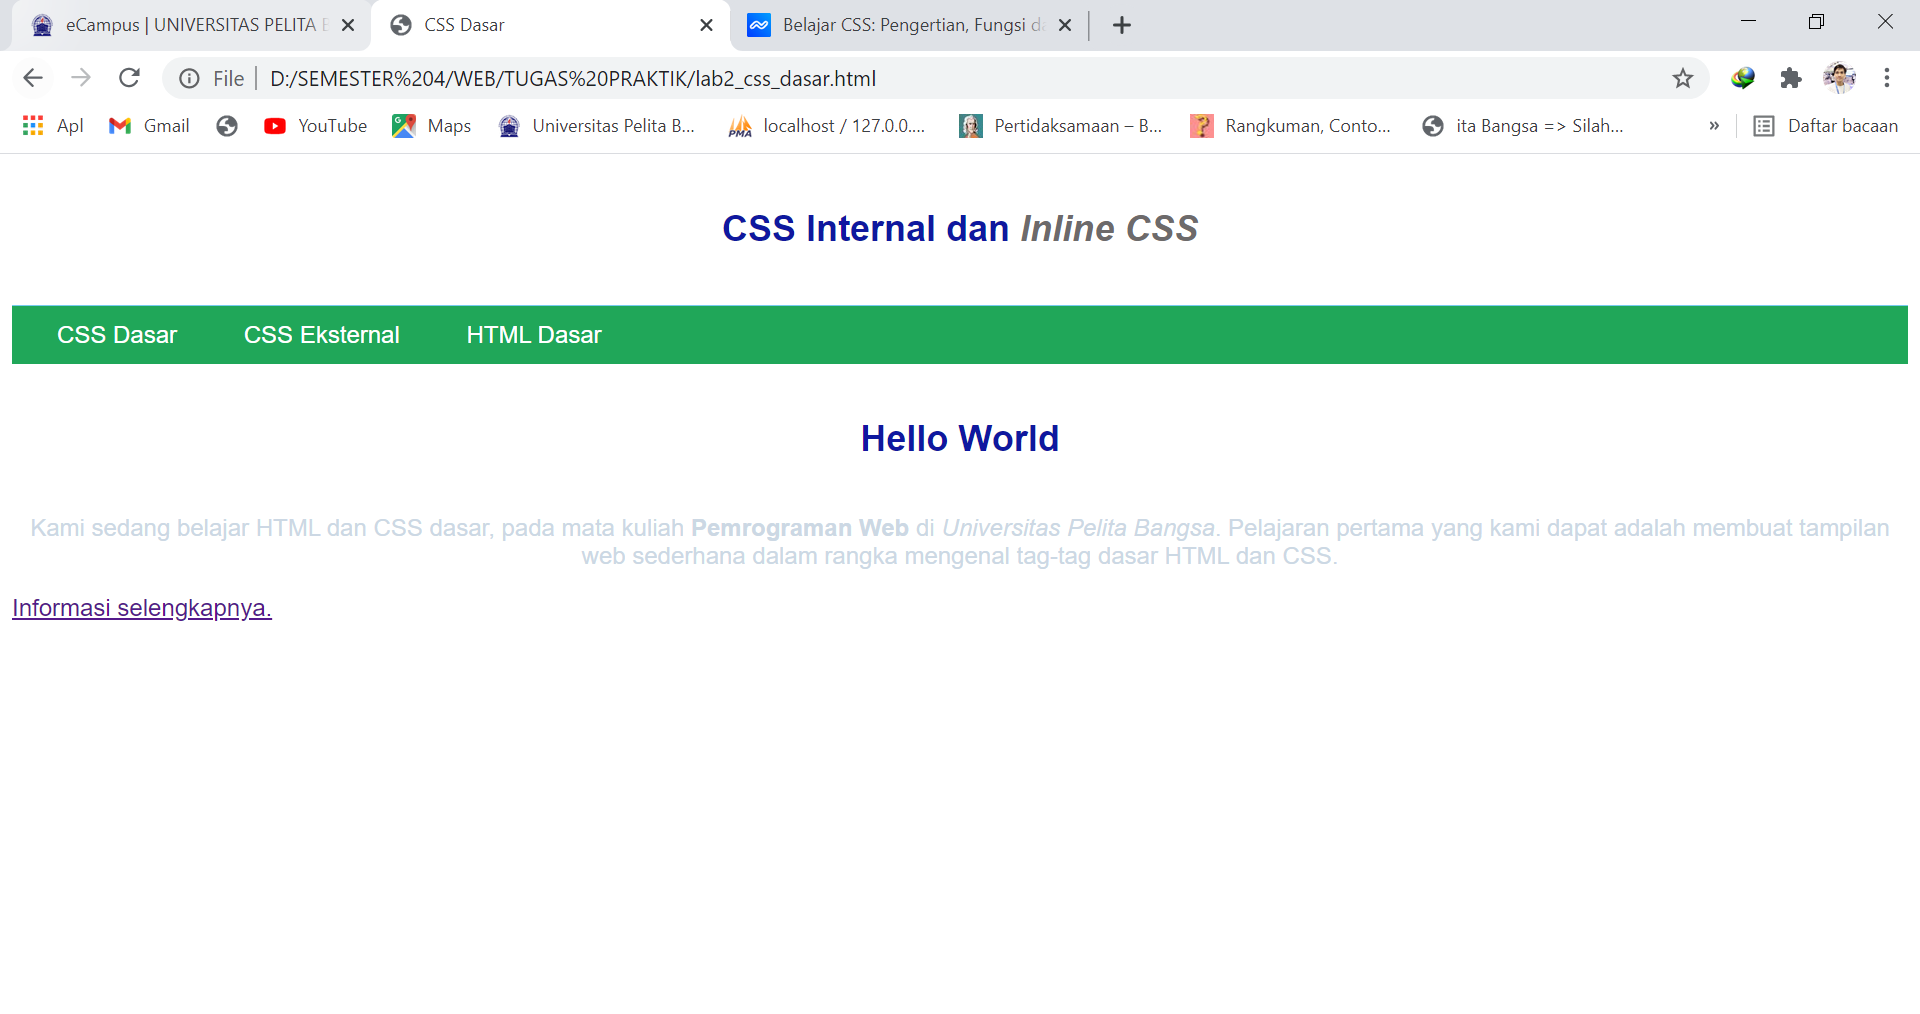 eCampus | UNIVERSITAS PELITA
CSS Dasar
Belajar CSS: Pengertian, Fungsi
File
D:/SEMESTER%204/WEB/TUGAS%20PRAKTIK/lab2_css_dasar.html
Apl
Gmail
YouTube
Maps
Universitas Pelita B...
PMA
localhost / 127.0.0....
Pertidaksamaan – B...
Rangkuman, Conto...
ita Bangsa => Silah...
»
Daftar bacaan
CSS Internal dan Inline CSS
CSS Dasar CSS Eksternal HTML Dasar
Hello World
Kami sedang belajar HTML dan CSS dasar, pada mata kuliah Pemrograman Web di Universitas Pelita Bangsa. Pelajaran pertama yang kami dapat adalah membuat tampilan
web sederhana dalam rangka mengenal tag-tag dasar HTML dan CSS.
Informasi selengkapnya.